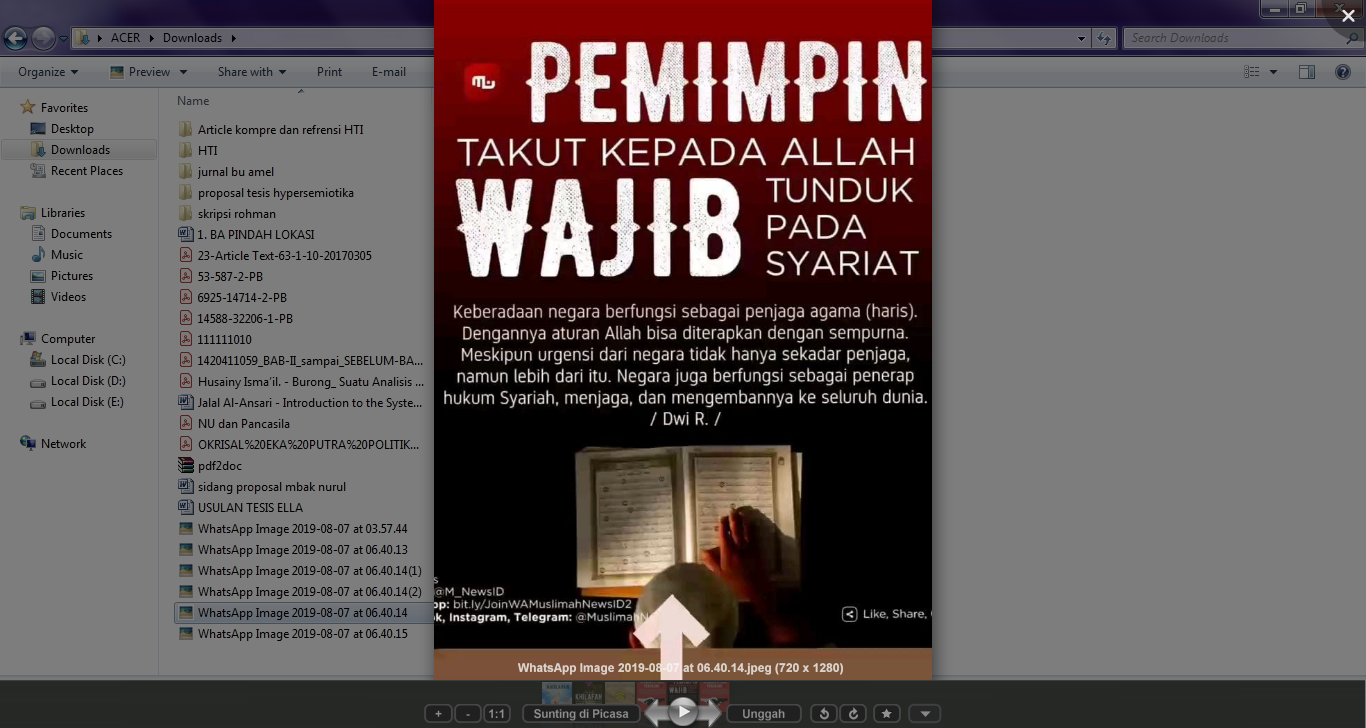 ACER
Downloads
Search Downloads
Organize
Preview
Share with
Print
E-mail
Favorites
Desktop
Downloads
Recent Places
Libraries
Documents
Music
Pictures
Videos
Computer
Local Disk (C:)
Local Disk (D:)
Local Disk (E:)
Network
Name
Article kompre dan refrensi HTI
HTI
jurnal bu amel
proposal tesis hypersemiotika
skripsi rohman
1. BA PINDAH LOKASI
23-Article Text-63-1-10-20170305
53-587-2-PB
6925-14714-2-PB
14588-32206-1-PB
111111010
1420411059_BAB-II_sampai_SEBELUM-BA...
Husainy Isma'il. - Burong_ Suatu Analisis ...
Jalal Al-Ansari - Introduction to the Syste...
NU dan Pancasila
OKRISAL%20EKA%20PUTRA%20POLITIK...
pdf2doc
sidang proposal mbak nurul
USULAN TESIS ELLA
WhatsApp Image 2019-08-07 at 03.57.44
WhatsApp Image 2019-08-07 at 06.40.13
WhatsApp Image 2019-08-07 at 06.40.14(1)
WhatsApp Image 2019-08-07 at 06.40.14(2)
WhatsApp Image 2019-08-07 at 06.40.14
WhatsApp Image 2019-08-07 at 06.40.15
PEMIMPIN
TAKUT KEPADA ALLAH
WAJIB
TUNDUK
PADA
SYARIAT
Keberadaan negara berfungsi sebagai penjaga agama (haris).
Dengannya aturan Allah bisa diterapkan dengan sempurna.
Meskipun urgensi dari negara tidak hanya sekadar penjaga,
namun lebih dari itu. Negara juga berfungsi sebagai penerap
hukum Syariah, menjaga, dan mengembannya ke seluruh dunia.
/ Dwi R. /
@M_NewsID
bit.ly/JoinWAMuslimahNewsID2
Instagram, Telegram:
Like, Share,
WhatsApp Image 2019-08-07 at 06.40.14.jpeg (720 x 1280)
+
-
1:1
Sunting di Picasa
Unggah